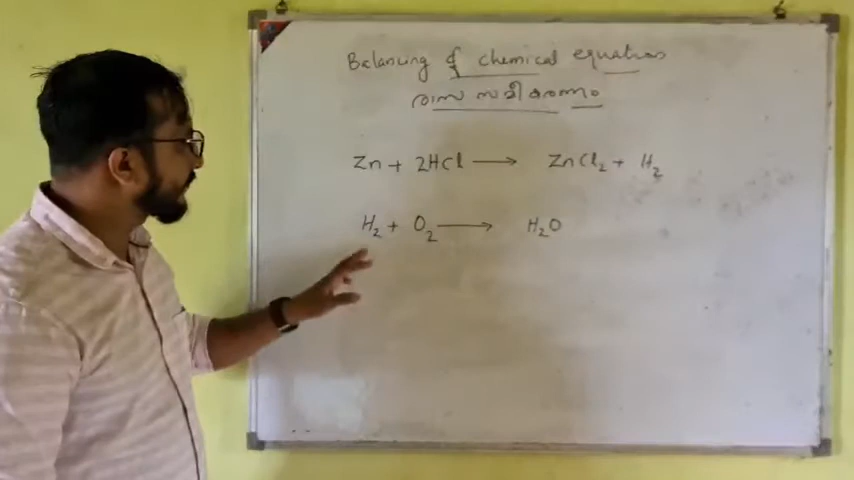 Balancing of chemical equations
രാസ സമീകരണം
Zn + 2HCl → ZnCl₂ + H₂
H₂ + O₂ → H₂O